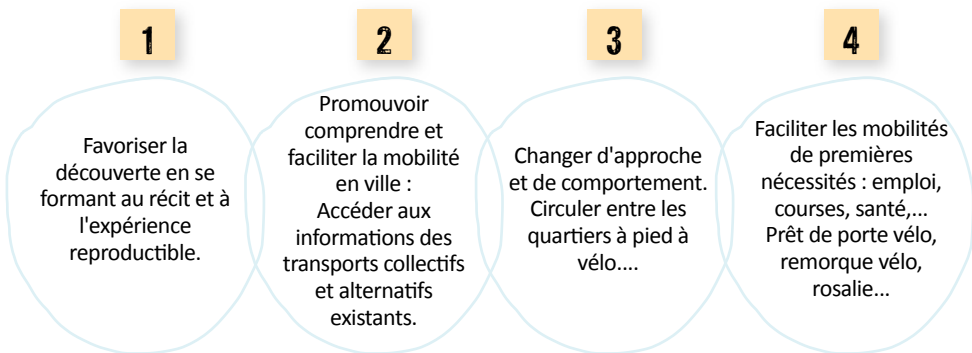 1
Favoriser la
découverte en se
formant au récit et à
l'expérience
reproductible.
2
Promouvoir
comprendre et
faciliter la mobilité
en ville :
Accéder aux
informations des
transports collectifs
et alternatifs
existants.
3
Changer d'approche
et de comportement.
Circuler entre les
quartiers à pied à
vélo....
4
Faciliter les mobilités
de premières
nécessités : emploi,
courses, santé,...
Prêt de porte vélo,
remorque vélo,
rosalie...